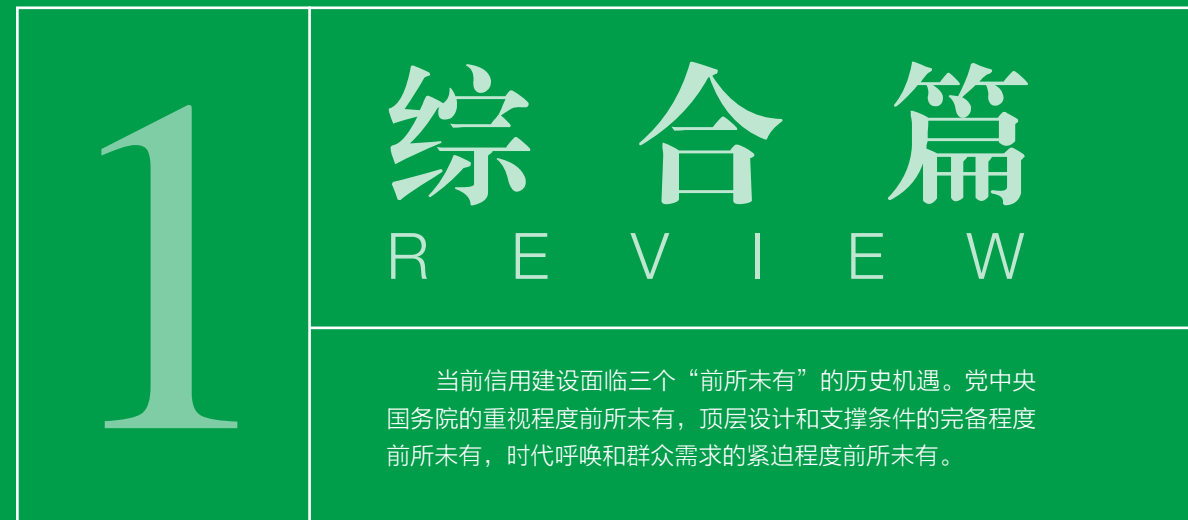 1
综合篇
REVIEW
当前信用建设面临三个“前所未有”的历史机遇。党中央
国务院的重视程度前所未有，顶层设计和支撑条件的完备程度
前所未有，时代呼唤和群众需求的紧迫程度前所未有。